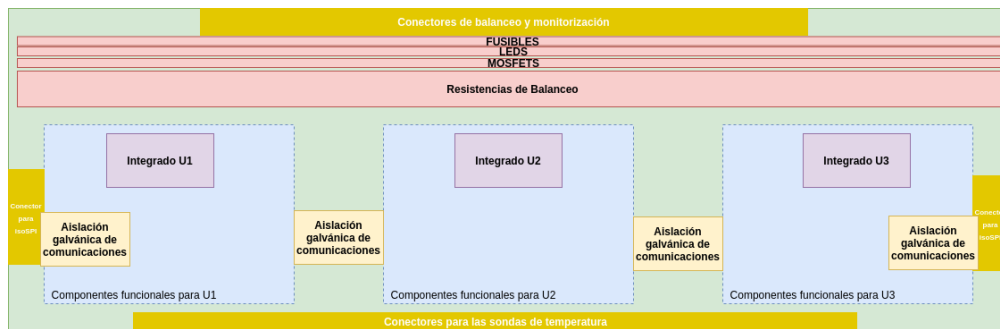 Conectores de balanceo y monitorización
FUSIBLES
LEDS
MOSFETS
Resistencias de Balanceo
Integrado U1
Integrado U2
Integrado U3
Conector
para
isoSPI
Aislación
galvánica de
comunicaciones
Aislación
galvánica de
comunicaciones
Aislación
galvánica de
comunicaciones
Aislación
galvánica de
comunicaciones
Conector
para
isoSPI
Componentes funcionales para U1
Componentes funcionales para U2
Componentes funcionales para U3
Conectores para las sondas de temperatura